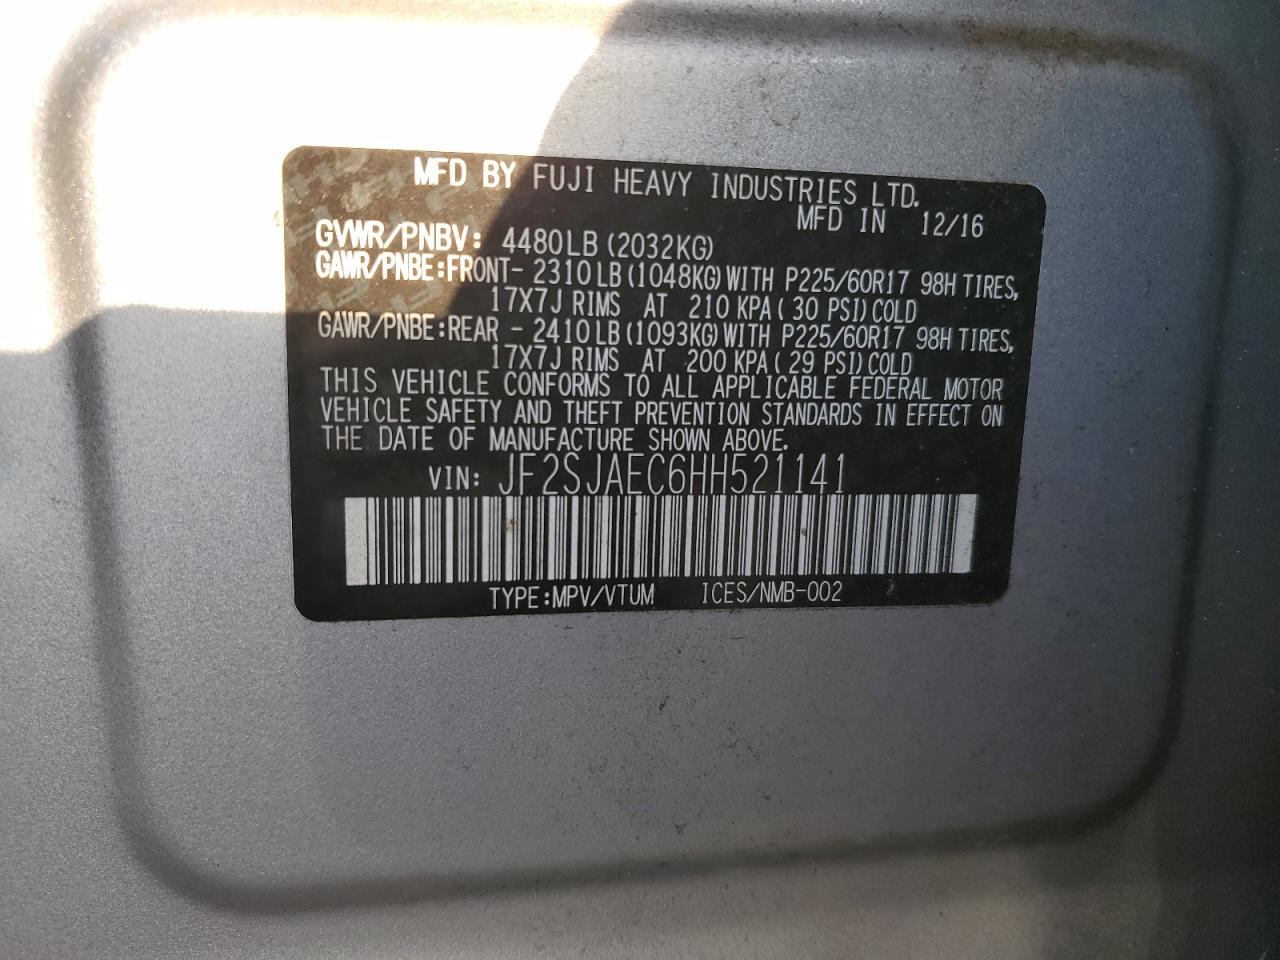 MFD BY FUJI HEAVY INDUSTRIES LTD.
MFD IN 12/16
GVWR/PNBV: 4480LB (2032KG)
GAWR/PNBE:FRONT- 2310LB (1048KG) WITH P225/60R17 98H TIRES,
17X7J RIMS AT 210 KPA ( 30 PSI) COLD
GAWR/PNBE:REAR - 2410LB (1093KG) WITH P225/60R17 98H TIRES,
17X7J RIMS AT 200 KPA ( 29 PSI) COLD
THIS VEHICLE CONFORMS TO ALL APPLICABLE FEDERAL MOTOR
VEHICLE SAFETY AND THEFT PREVENTION STANDARDS IN EFFECT ON
THE DATE OF MANUFACTURE SHOWN ABOVE.
VIN: JF2SJAEC6HH521141
TYPE:MPV/VTUM ICES/NMB-002